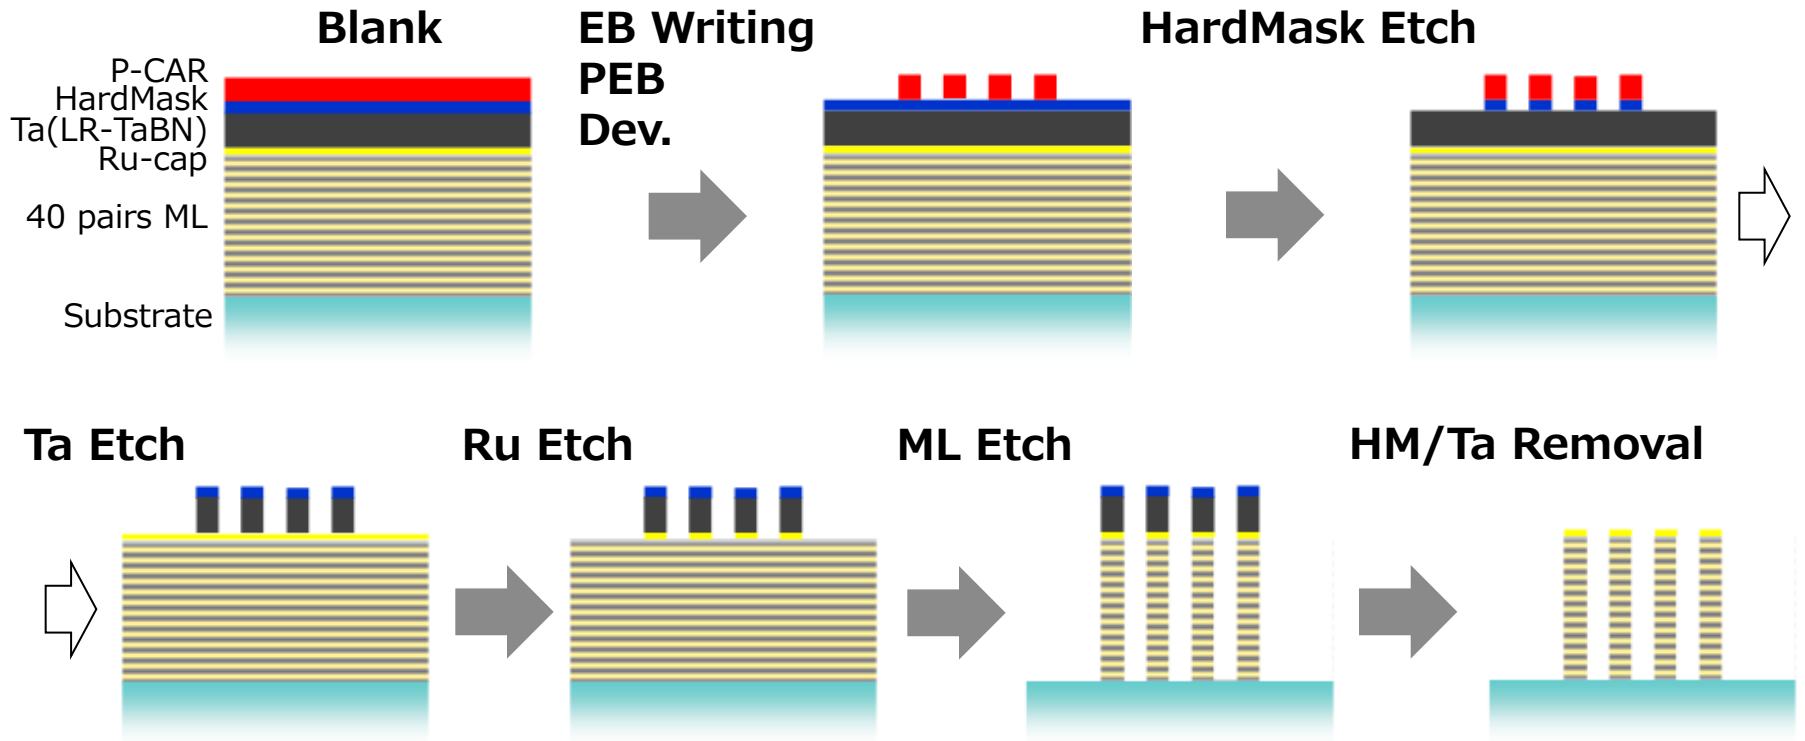 Blank
EB Writing
PEB
Dev.
HardMask Etch
P-CAR
HardMask
Ta(LR-TaBN)
Ru-cap
40 pairs ML
Substrate
Ta Etch
Ru Etch
ML Etch
HM/Ta Removal